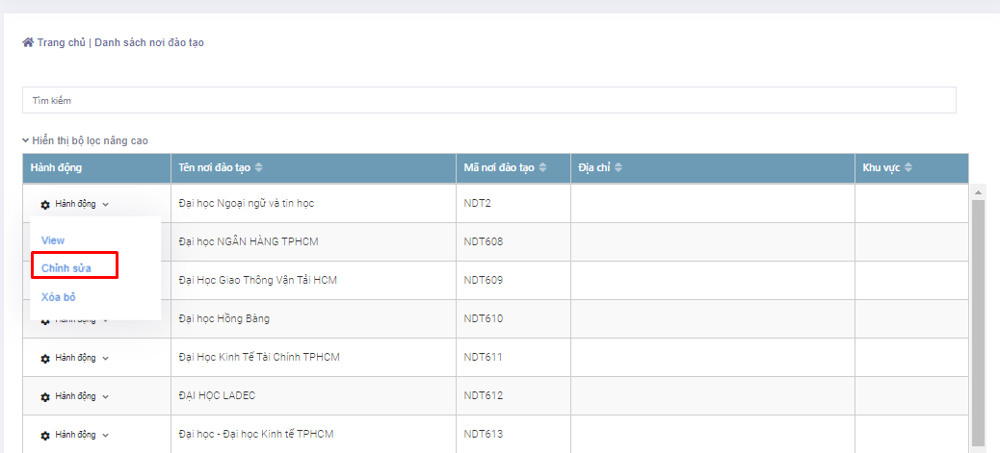 Trang chủ | Danh sách nơi đào tạo
Tìm kiếm
Hiển thị bộ lọc nâng cao
Hành động Tên nơi đào tạo Mã nơi đào tạo Địa chỉ Khu vực
Hành động Đại học Ngoại ngữ và tin học NDT2
View
Đại học NGÂN HÀNG TPHCM NDT608
Chỉnh sửa
Đại Học Giao Thông Vận Tải HCM NDT609
Xóa bỏ
Hành động Đại học Hồng Bàng NDT610
Hành động Đại Học Kinh Tế Tài Chính TPHCM NDT611
Hành động ĐẠI HỌC LADEC NDT612
Hành động Đại học - Đại học Kinh tế TPHCM NDT613